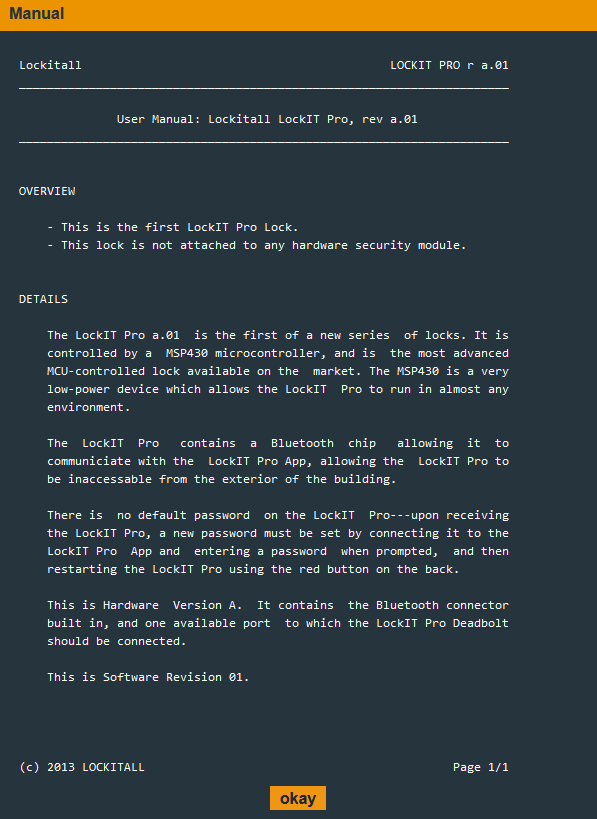 Manual
Lockitall LOCKIT PRO r a.01
User Manual: Lockitall LockIT Pro, rev a.01
OVERVIEW
- This is the first LockIT Pro Lock.
- This lock is not attached to any hardware security module.
DETAILS
The LockIT Pro a.01 is the first of a new series of locks. It is
controlled by a MSP430 microcontroller, and is the most advanced
MCU-controlled lock available on the market. The MSP430 is a very
low-power device which allows the LockIT Pro to run in almost any
environment.
The LockIT Pro contains a Bluetooth chip allowing it to
communiciate with the LockIT Pro App, allowing the LockIT Pro to
be inaccessable from the exterior of the building.
There is no default password on the LockIT Pro---upon receiving
the LockIT Pro, a new password must be set by connecting it to the
LockIT Pro App and entering a password when prompted, and then
restarting the LockIT Pro using the red button on the back.
This is Hardware Version A. It contains the Bluetooth connector
built in, and one available port to which the LockIT Pro Deadbolt
should be connected.
This is Software Revision 01.
(c) 2013 LOCKITALL Page 1/1
okay